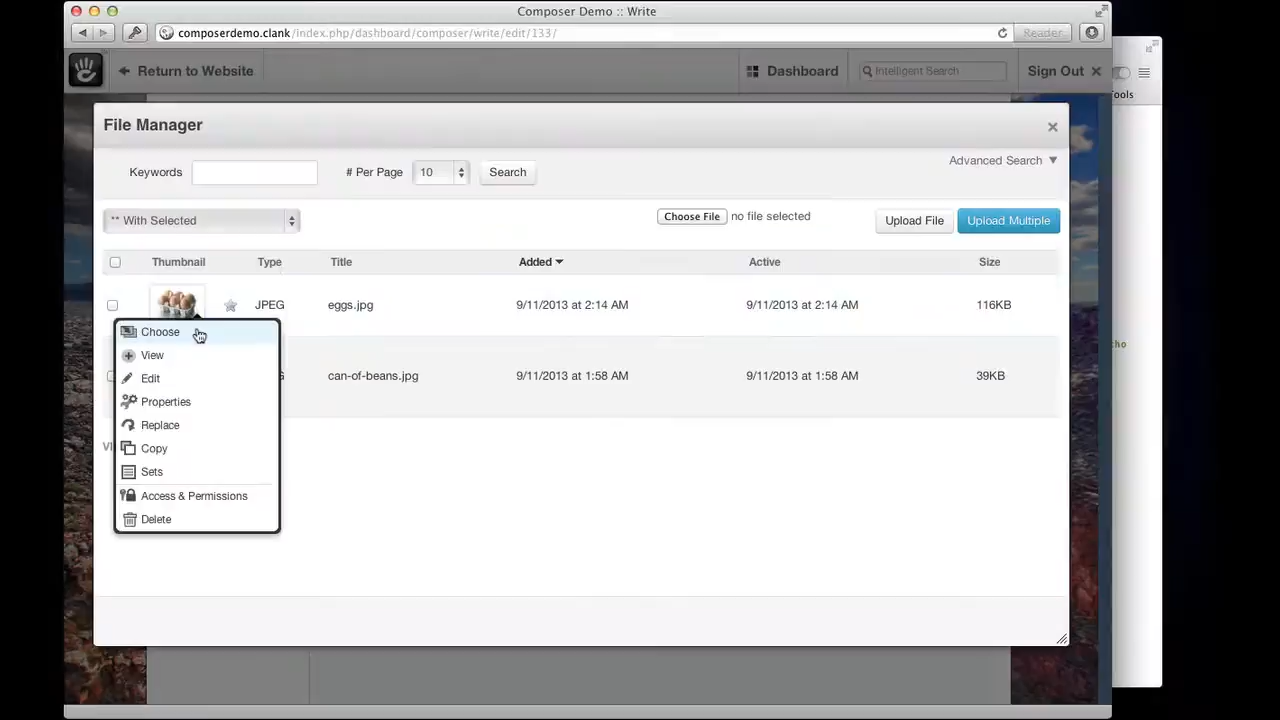 Composer Demo :: Write
composerdemo.clank/index.php/dashboard/composer/write/edit/133/
Reader
Return to Website
Dashboard
Intelligent Search
Sign Out
Tools
File Manager
Advanced Search
Keywords
# Per Page
10
Search
** With Selected
Choose File
no file selected
Upload File
Upload Multiple
Thumbnail Type Title Added Active Size
JPEG eggs.jpg 9/11/2013 at 2:14 AM 9/11/2013 at 2:14 AM 116KB
Choose
View
Edit
can-of-beans.jpg 9/11/2013 at 1:58 AM 9/11/2013 at 1:58 AM 39KB
Properties
Replace
Copy
Sets
Access & Permissions
Delete